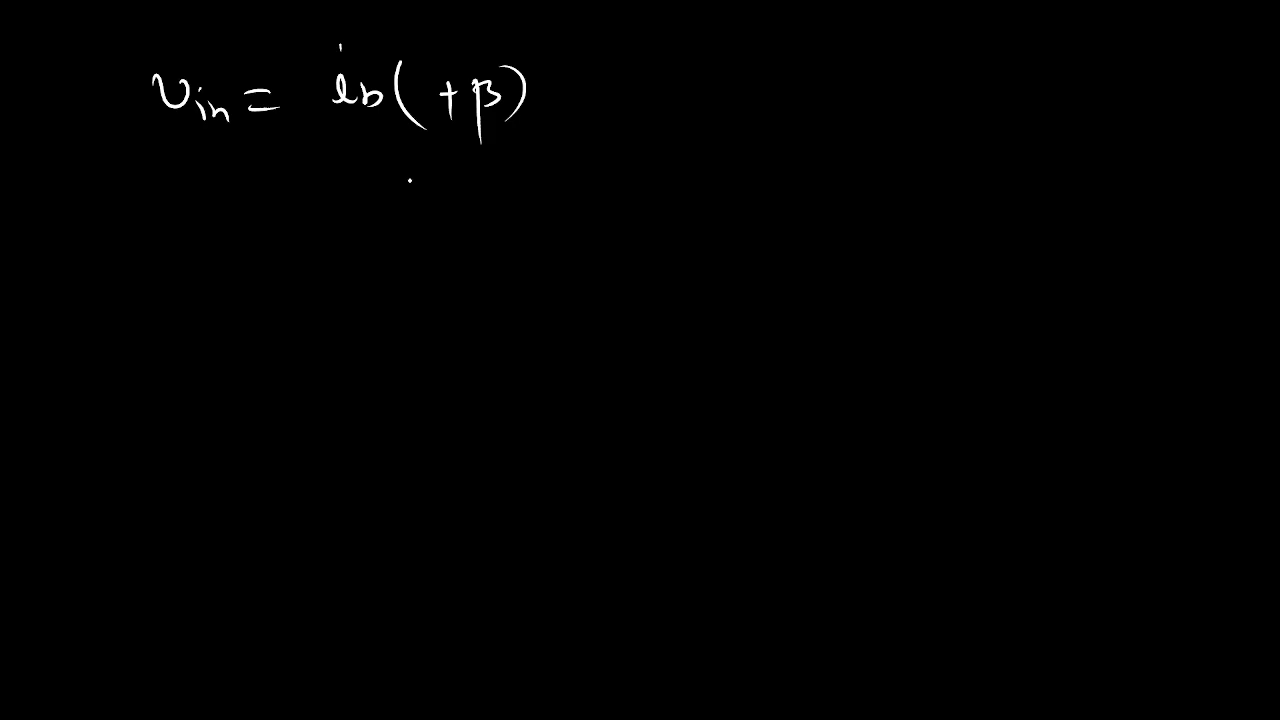 v_in = i_b( +β)